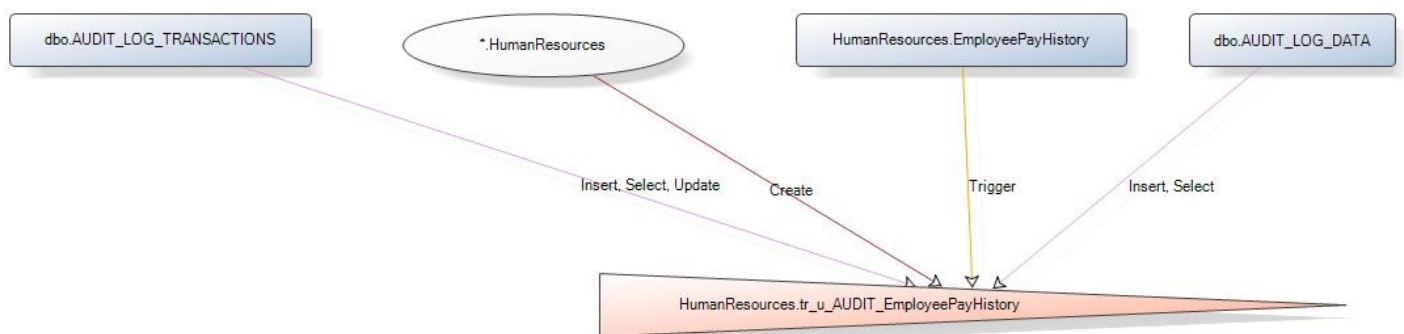 dbo.AUDIT_LOG_TRANSACTIONS
*.HumanResources
HumanResources.EmployeePayHistory
dbo.AUDIT_LOG_DATA
Insert, Select, Update
Create
Trigger
Insert, Select
HumanResources.tr_u_AUDIT_EmployeePayHistory